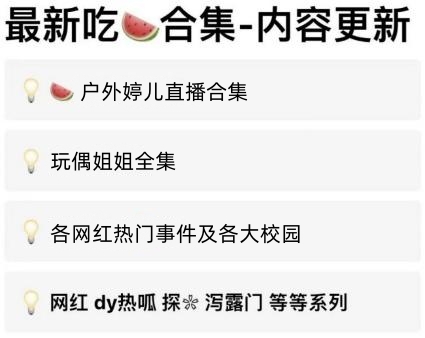 最新吃🍉合集-内容更新
💡 🍉 户外婷儿直播合集
💡 玩偶姐姐全集
💡 各网红热门事件及各大校园
💡 网红 dy热呱 探❊ 泻露门 等等系列